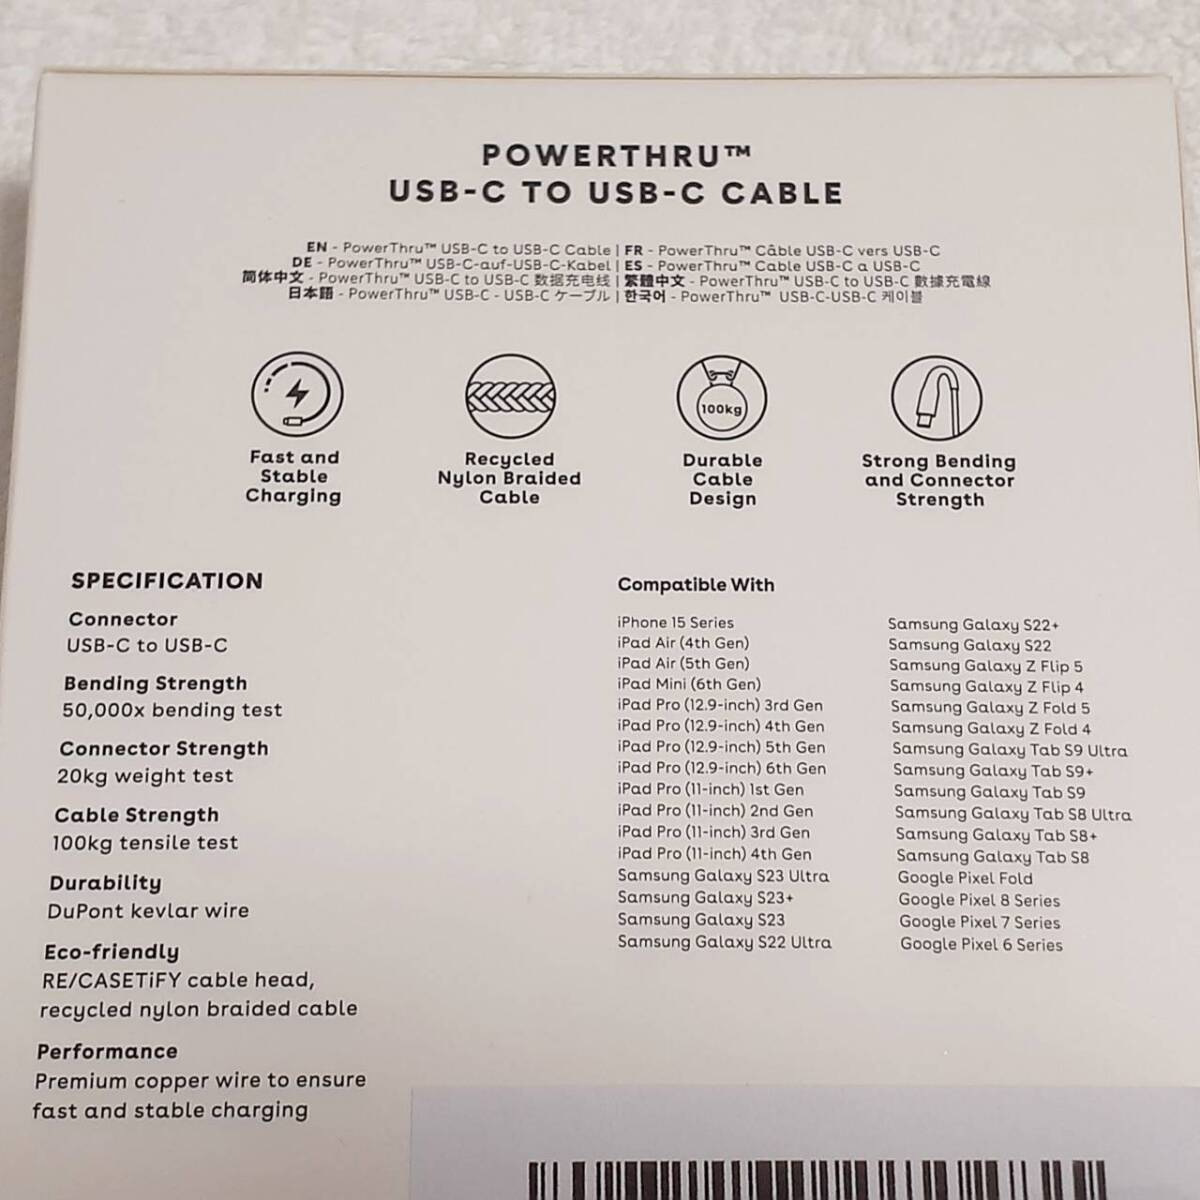 POWERTHRU™
USB-C TO USB-C CABLE
EN - PowerThru™ USB-C to USB-C Cable | FR - PowerThru™ Câble USB-C vers USB-C
DE - PowerThru™ USB-C-auf-USB-C-Kabel | ES - PowerThru™ Cable USB-C a USB-C
简体中文 - PowerThru™ USB-C to USB-C 数据充电线 | 繁體中文 - PowerThru™ USB-C to USB-C 數據充電線
日本語 - PowerThru™ USB-C - USB-C ケーブル | 한국어 - PowerThru™ USB-C-USB-C 케이블
100kg
Fast and
Stable
Charging
Recycled
Nylon Braided
Cable
Durable
Cable
Design
Strong Bending
and Connector
Strength
SPECIFICATION
Connector
USB-C to USB-C
Bending Strength
50,000x bending test
Connector Strength
20kg weight test
Cable Strength
100kg tensile test
Durability
DuPont kevlar wire
Eco-friendly
RE/CASETiFY cable head,
recycled nylon braided cable
Performance
Premium copper wire to ensure
fast and stable charging
Compatible With
iPhone 15 Series
iPad Air (4th Gen)
iPad Air (5th Gen)
iPad Mini (6th Gen)
iPad Pro (12.9-inch) 3rd Gen
iPad Pro (12.9-inch) 4th Gen
iPad Pro (12.9-inch) 5th Gen
iPad Pro (12.9-inch) 6th Gen
iPad Pro (11-inch) 1st Gen
iPad Pro (11-inch) 2nd Gen
iPad Pro (11-inch) 3rd Gen
iPad Pro (11-inch) 4th Gen
Samsung Galaxy S23 Ultra
Samsung Galaxy S23+
Samsung Galaxy S23
Samsung Galaxy S22 Ultra
Samsung Galaxy S22+
Samsung Galaxy S22
Samsung Galaxy Z Flip 5
Samsung Galaxy Z Flip 4
Samsung Galaxy Z Fold 5
Samsung Galaxy Z Fold 4
Samsung Galaxy Tab S9 Ultra
Samsung Galaxy Tab S9+
Samsung Galaxy Tab S9
Samsung Galaxy Tab S8 Ultra
Samsung Galaxy Tab S8+
Samsung Galaxy Tab S8
Google Pixel Fold
Google Pixel 8 Series
Google Pixel 7 Series
Google Pixel 6 Series